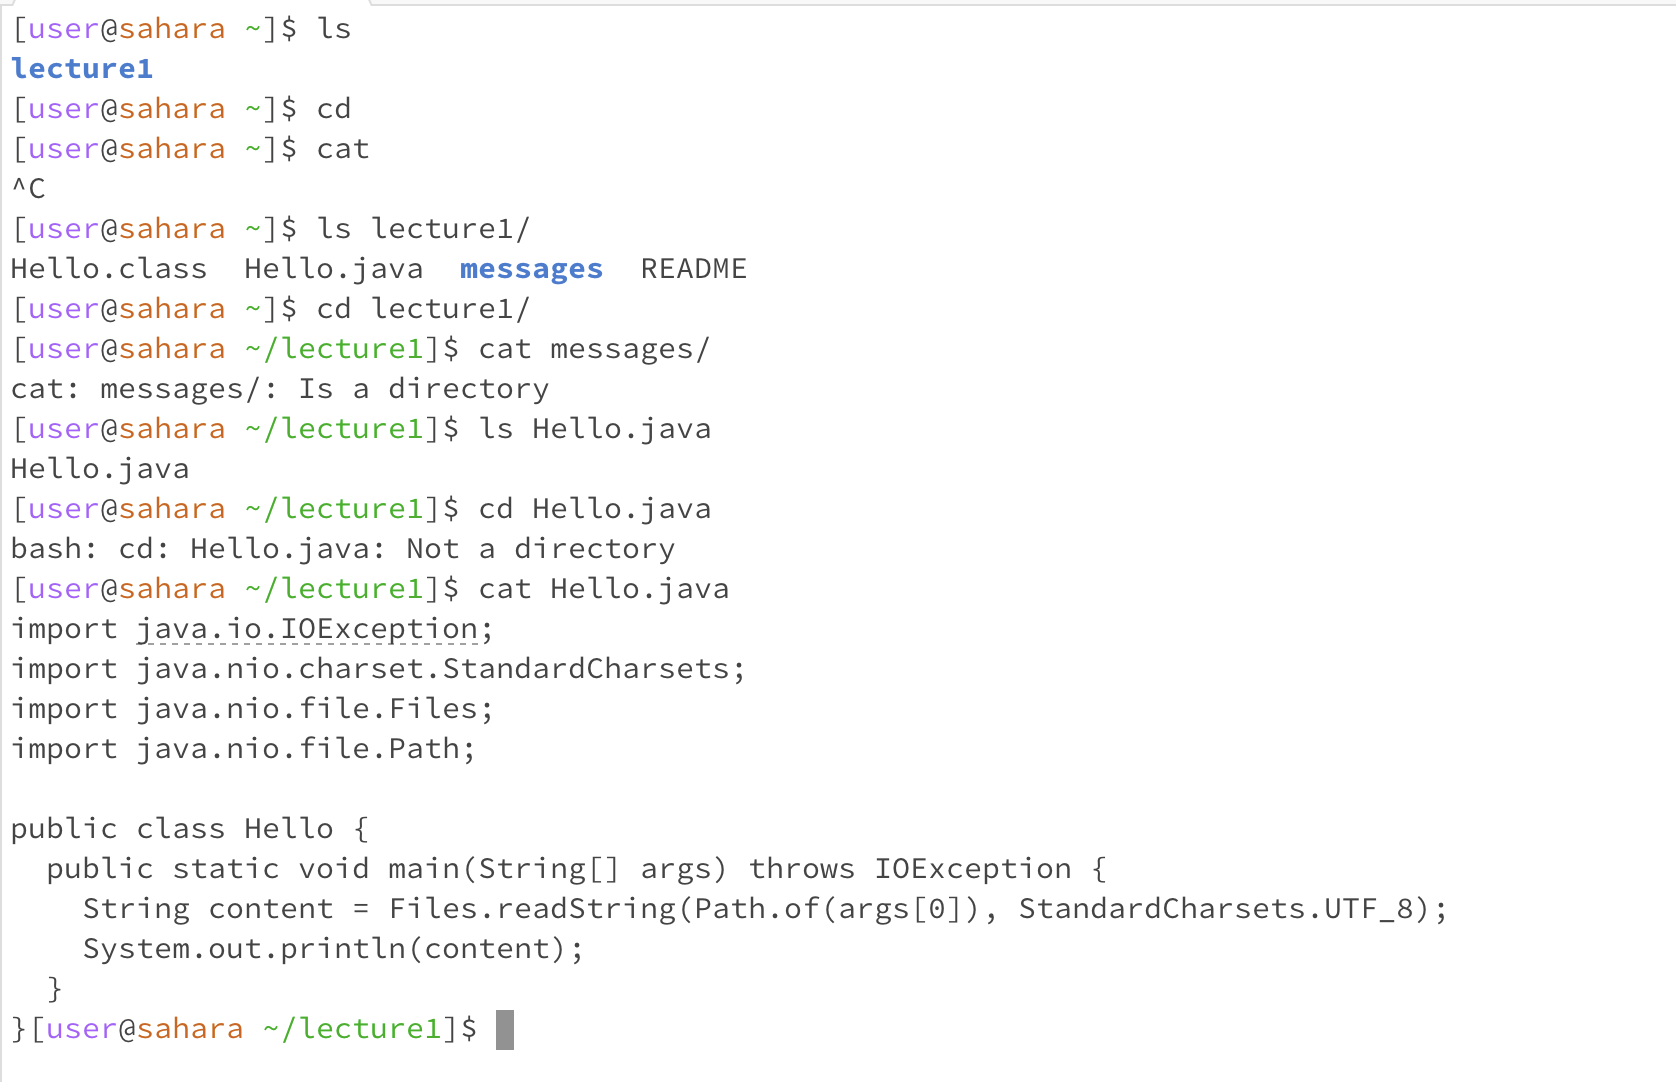 [user@sahara ~]$ ls
lecture1
[user@sahara ~]$ cd
[user@sahara ~]$ cat
^C
[user@sahara ~]$ ls lecture1/
Hello.class  Hello.java  messages  README
[user@sahara ~]$ cd lecture1/
[user@sahara ~/lecture1]$ cat messages/
cat: messages/: Is a directory
[user@sahara ~/lecture1]$ ls Hello.java
Hello.java
[user@sahara ~/lecture1]$ cd Hello.java
bash: cd: Hello.java: Not a directory
[user@sahara ~/lecture1]$ cat Hello.java
import java.io.IOException;
import java.nio.charset.StandardCharsets;
import java.nio.file.Files;
import java.nio.file.Path;

public class Hello {
  public static void main(String[] args) throws IOException {
    String content = Files.readString(Path.of(args[0]), StandardCharsets.UTF_8);
    System.out.println(content);
  }
}[user@sahara ~/lecture1]$